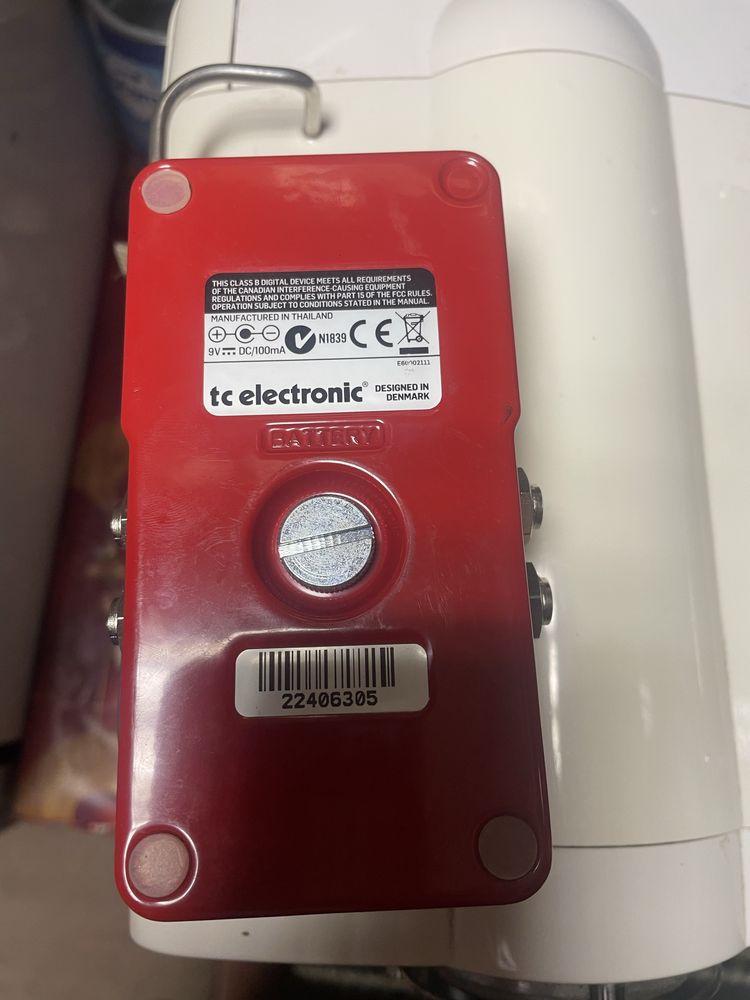 THIS CLASS B DIGITAL DEVICE MEETS ALL REQUIREMENTS
OF THE CANADIAN INTERFERENCE-CAUSING EQUIPMENT
REGULATIONS AND COMPLIES WITH PART 15 OF THE FCC RULES.
OPERATION SUBJECT TO CONDITIONS STATED IN THE MANUAL.
MANUFACTURED IN THAILAND
9V DC/100mA
N1839 CE
tc electronic® DESIGNED IN
DENMARK
BATTERY
22406305